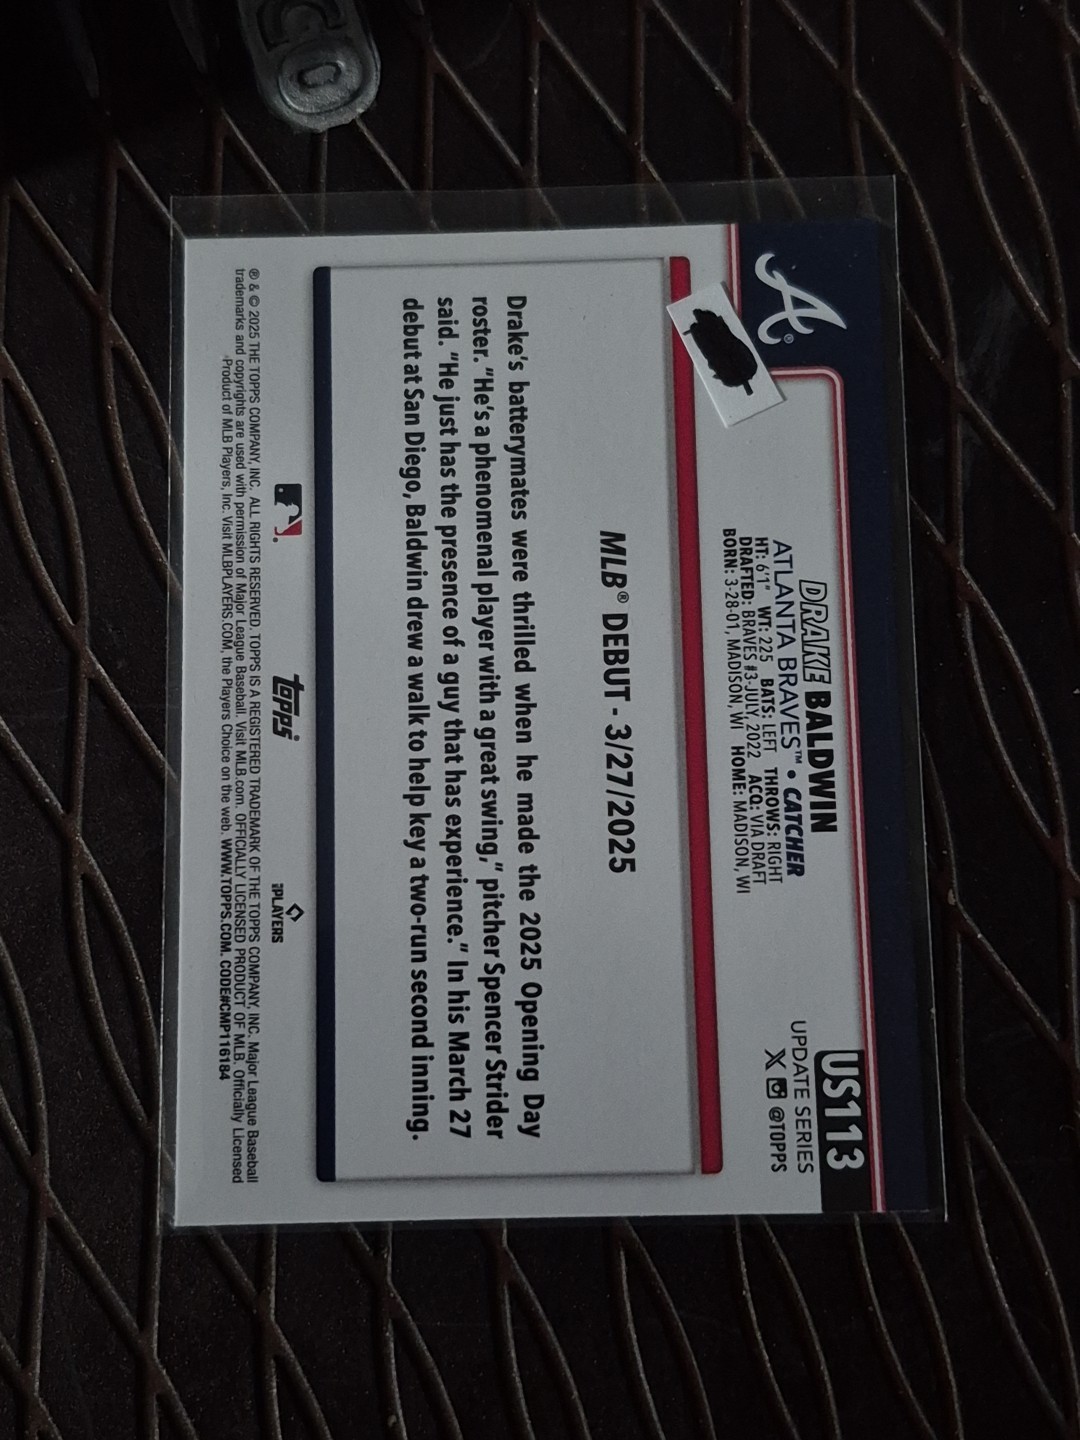 US113
UPDATE SERIES
X @TOPPS
DRAKE BALDWIN
ATLANTA BRAVES™ • CATCHER
HT: 6'1" WT: 225 BATS: LEFT THROWS: RIGHT
DRAFTED: BRAVES #3-JULY, 2022 ACQ: VIA DRAFT
BORN: 3-28-01, MADISON, WI HOME: MADISON, WI
A®
MLB® DEBUT - 3/27/2025
Drake's batterymates were thrilled when he made the 2025 Opening Day
roster. "He's a phenomenal player with a great swing," pitcher Spencer Strider
said. "He just has the presence of a guy that has experience." In his March 27
debut at San Diego, Baldwin drew a walk to help key a two-run second inning.
topps
PLAYERS
® & © 2025 THE TOPPS COMPANY, INC. ALL RIGHTS RESERVED. TOPPS IS A REGISTERED TRADEMARK OF THE TOPPS COMPANY, INC. Major League Baseball
trademarks and copyrights are used with permission of Major League Baseball. Visit MLB.com. OFFICIALLY LICENSED PRODUCT OF MLB. Officially Licensed
Product of MLB Players, Inc. Visit MLBPLAYERS.COM, the Players Choice on the web. WWW.TOPPS.COM. CODE#CMP116184
CO